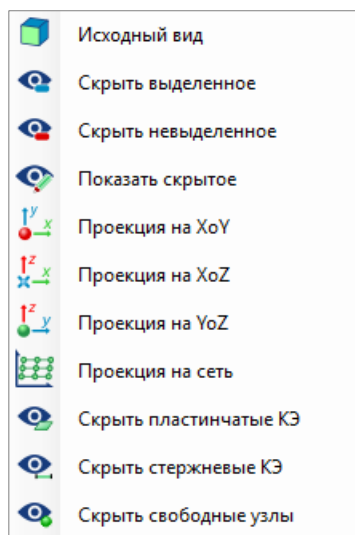 Исходный вид
Скрыть выделенное
Скрыть невыделенное
Показать скрытое
y x Проекция на XoY
z x Проекция на XoZ
z y Проекция на YoZ
Проекция на сеть
Скрыть пластинчатые КЭ
Скрыть стержневые КЭ
Скрыть свободные узлы